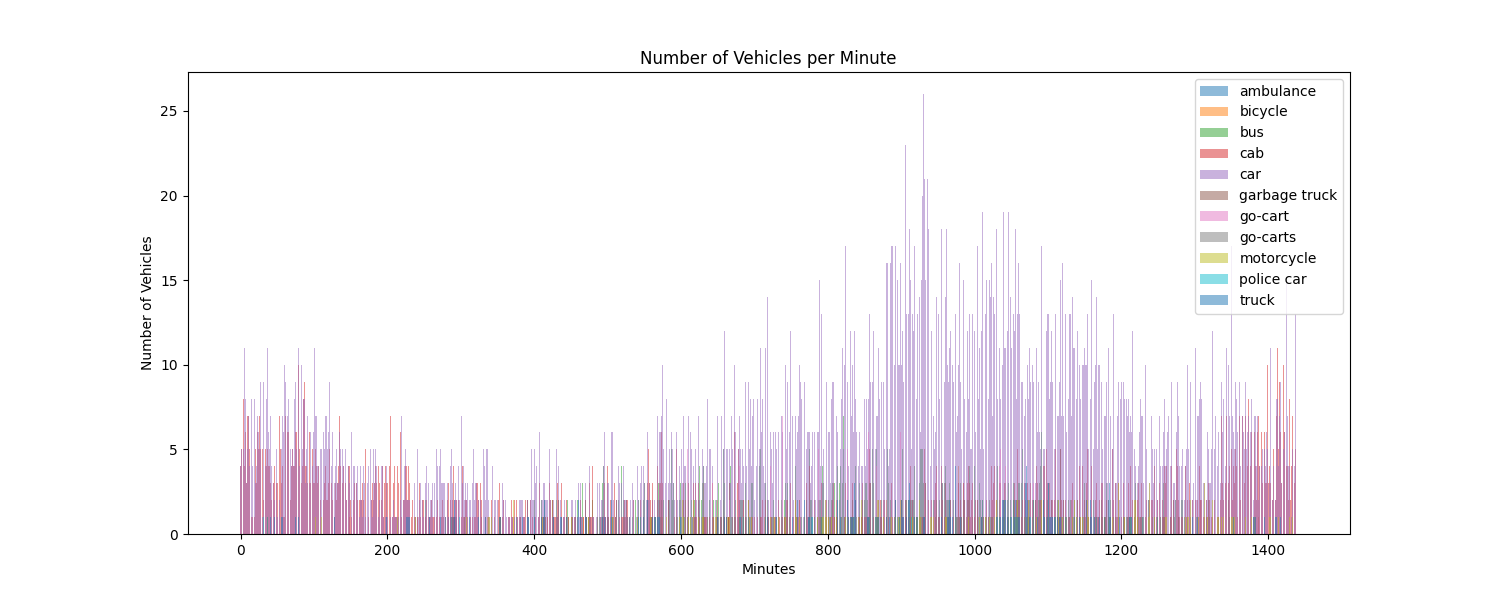 Number of Vehicles per Minute
Number of Vehicles
25
20
15
10
5
0
0 200 400 600 800 1000 1200 1400
Minutes
ambulance
bicycle
bus
cab
car
garbage truck
go-cart
go-carts
motorcycle
police car
truck